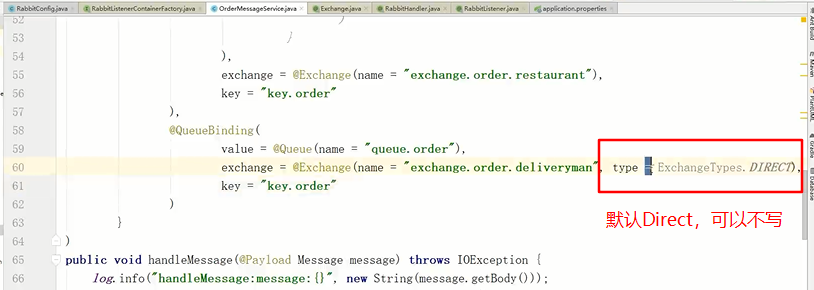 RabbitConfig.java RabbitListenerContainerFactory.java OrderMessageService.java Exchange.java RabbitHandler.java RabbitListener.java application.properties
52 }
53 }
54 ),
55 exchange = @Exchange(name = "exchange.order.restaurant"),
56 key = "key.order"
57 ),
58 @QueueBinding(
59 value = @Queue(name = "queue.order"),
60 exchange = @Exchange(name = "exchange.order.deliveryman", type = ExchangeTypes.DIRECT),
61 key = "key.order"
62 )
63 }
64 )
65 public void handleMessage(@Payload Message message) throws IOException {
66 log.info("handleMessage:message:{}", new String(message.getBody()));
默认Direct，可以不写
Ant Build
Maven
PlantUML
Gradle
Database